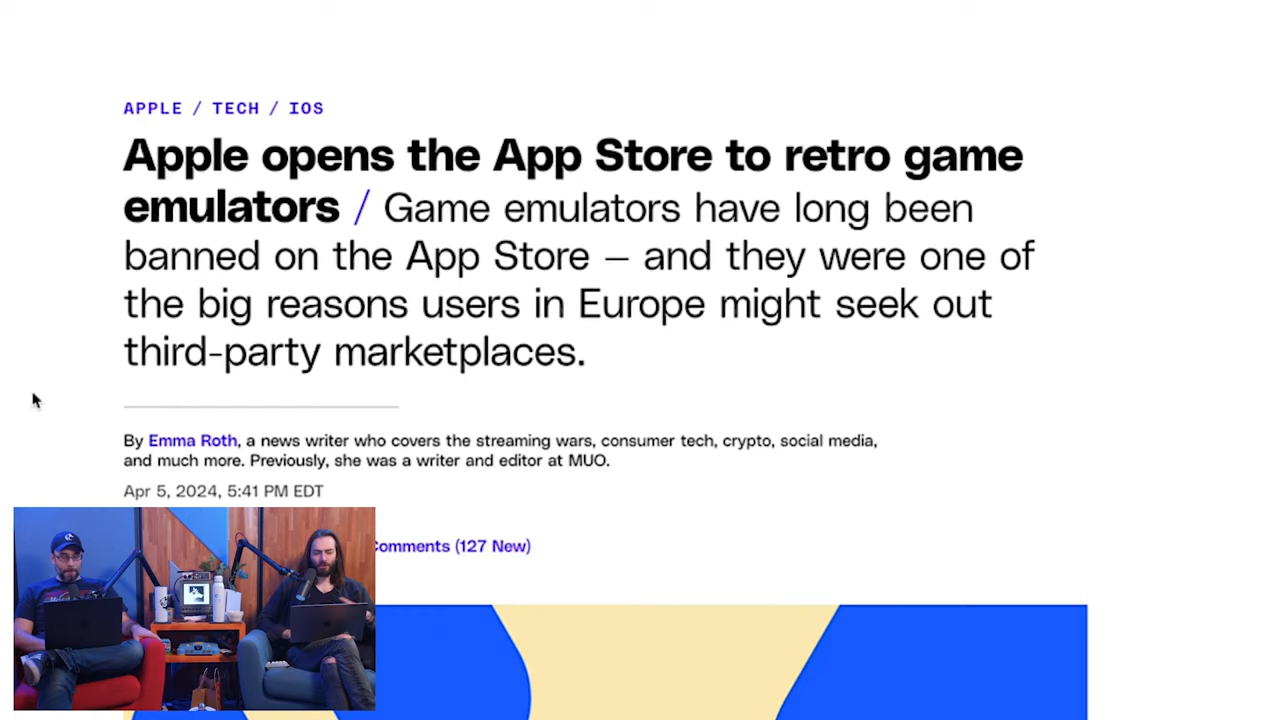 APPLE / TECH / IOS
Apple opens the App Store to retro game
emulators / Game emulators have long been
banned on the App Store — and they were one of
the big reasons users in Europe might seek out
third-party marketplaces.
By Emma Roth, a news writer who covers the streaming wars, consumer tech, crypto, social media,
and much more. Previously, she was a writer and editor at MUO.
Apr 5, 2024, 5:41 PM EDT
Comments (127 New)